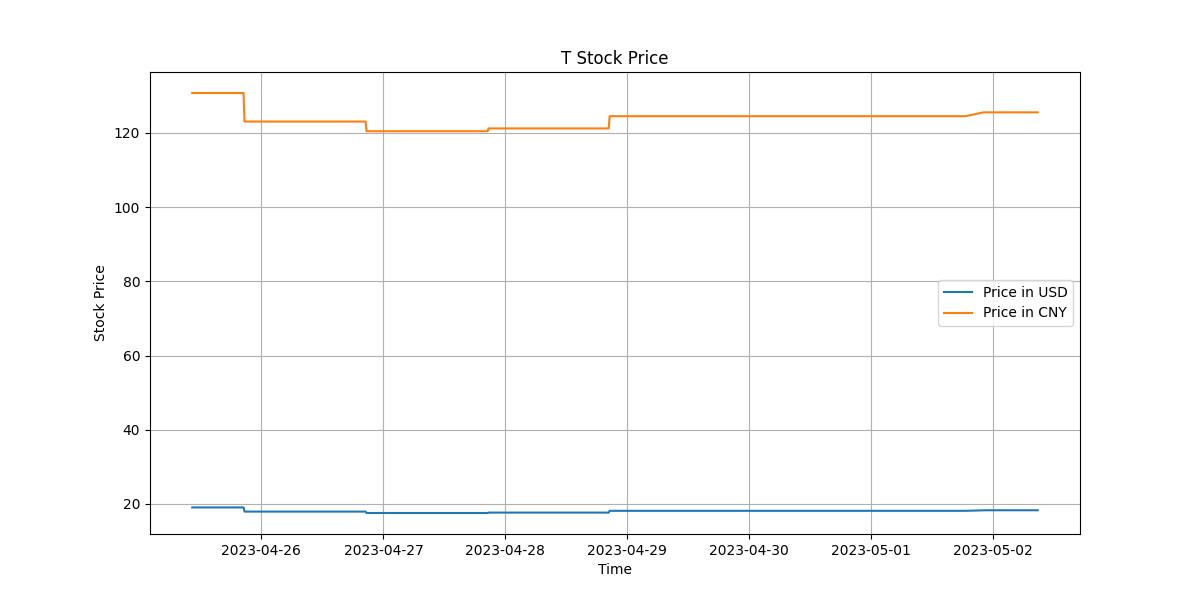 T Stock Price
Stock Price
120
100
80
60
40
20
Price in USD
Price in CNY
2023-04-26
2023-04-27
2023-04-28
2023-04-29
2023-04-30
2023-05-01
2023-05-02
Time